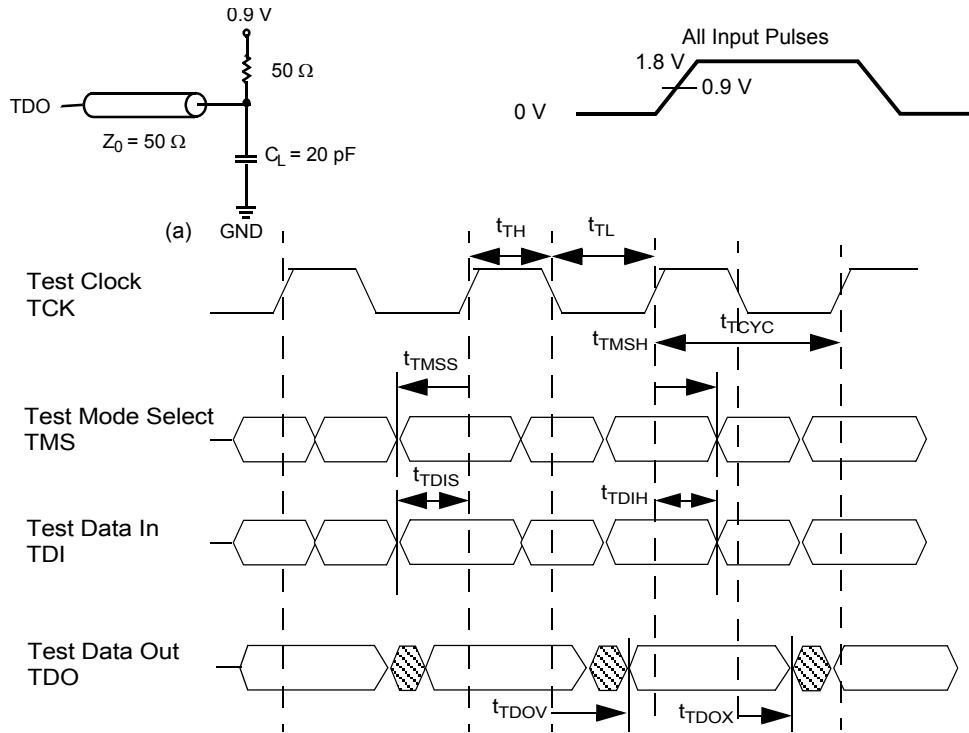 0.9 V
50 Ω
TDO
Z0 = 50 Ω
CL = 20 pF
(a)
GND
All Input Pulses
1.8 V
0.9 V
0 V
tTH
tTL
Test Clock
TCK
tTCYC
tTMSH
tTMSS
Test Mode Select
TMS
tTDIS
tTDIH
Test Data In
TDI
Test Data Out
TDO
tTDOV
tTDOX